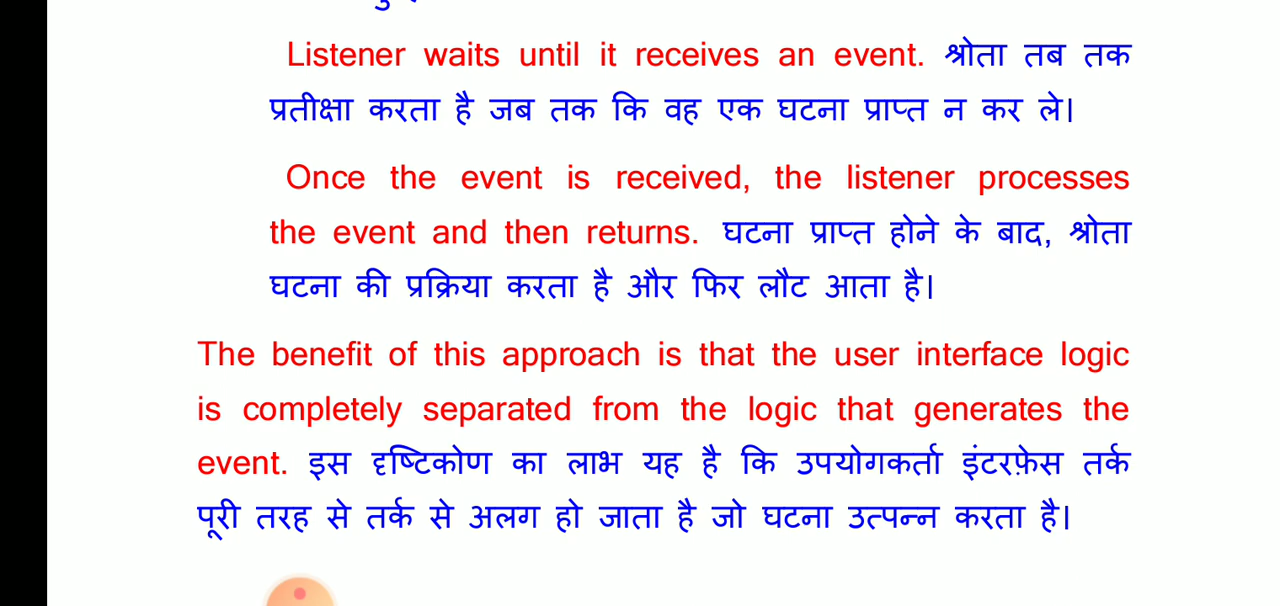 Listener waits until it receives an event. श्रोता तब तक
प्रतीक्षा करता है जब तक कि वह एक घटना प्राप्त न कर ले।
Once the event is received, the listener processes
the event and then returns. घटना प्राप्त होने के बाद, श्रोता
घटना की प्रक्रिया करता है और फिर लौट आता है।
The benefit of this approach is that the user interface logic
is completely separated from the logic that generates the
event. इस दृष्टिकोण का लाभ यह है कि उपयोगकर्ता इंटरफ़ेस तर्क
पूरी तरह से तर्क से अलग हो जाता है जो घटना उत्पन्न करता है।